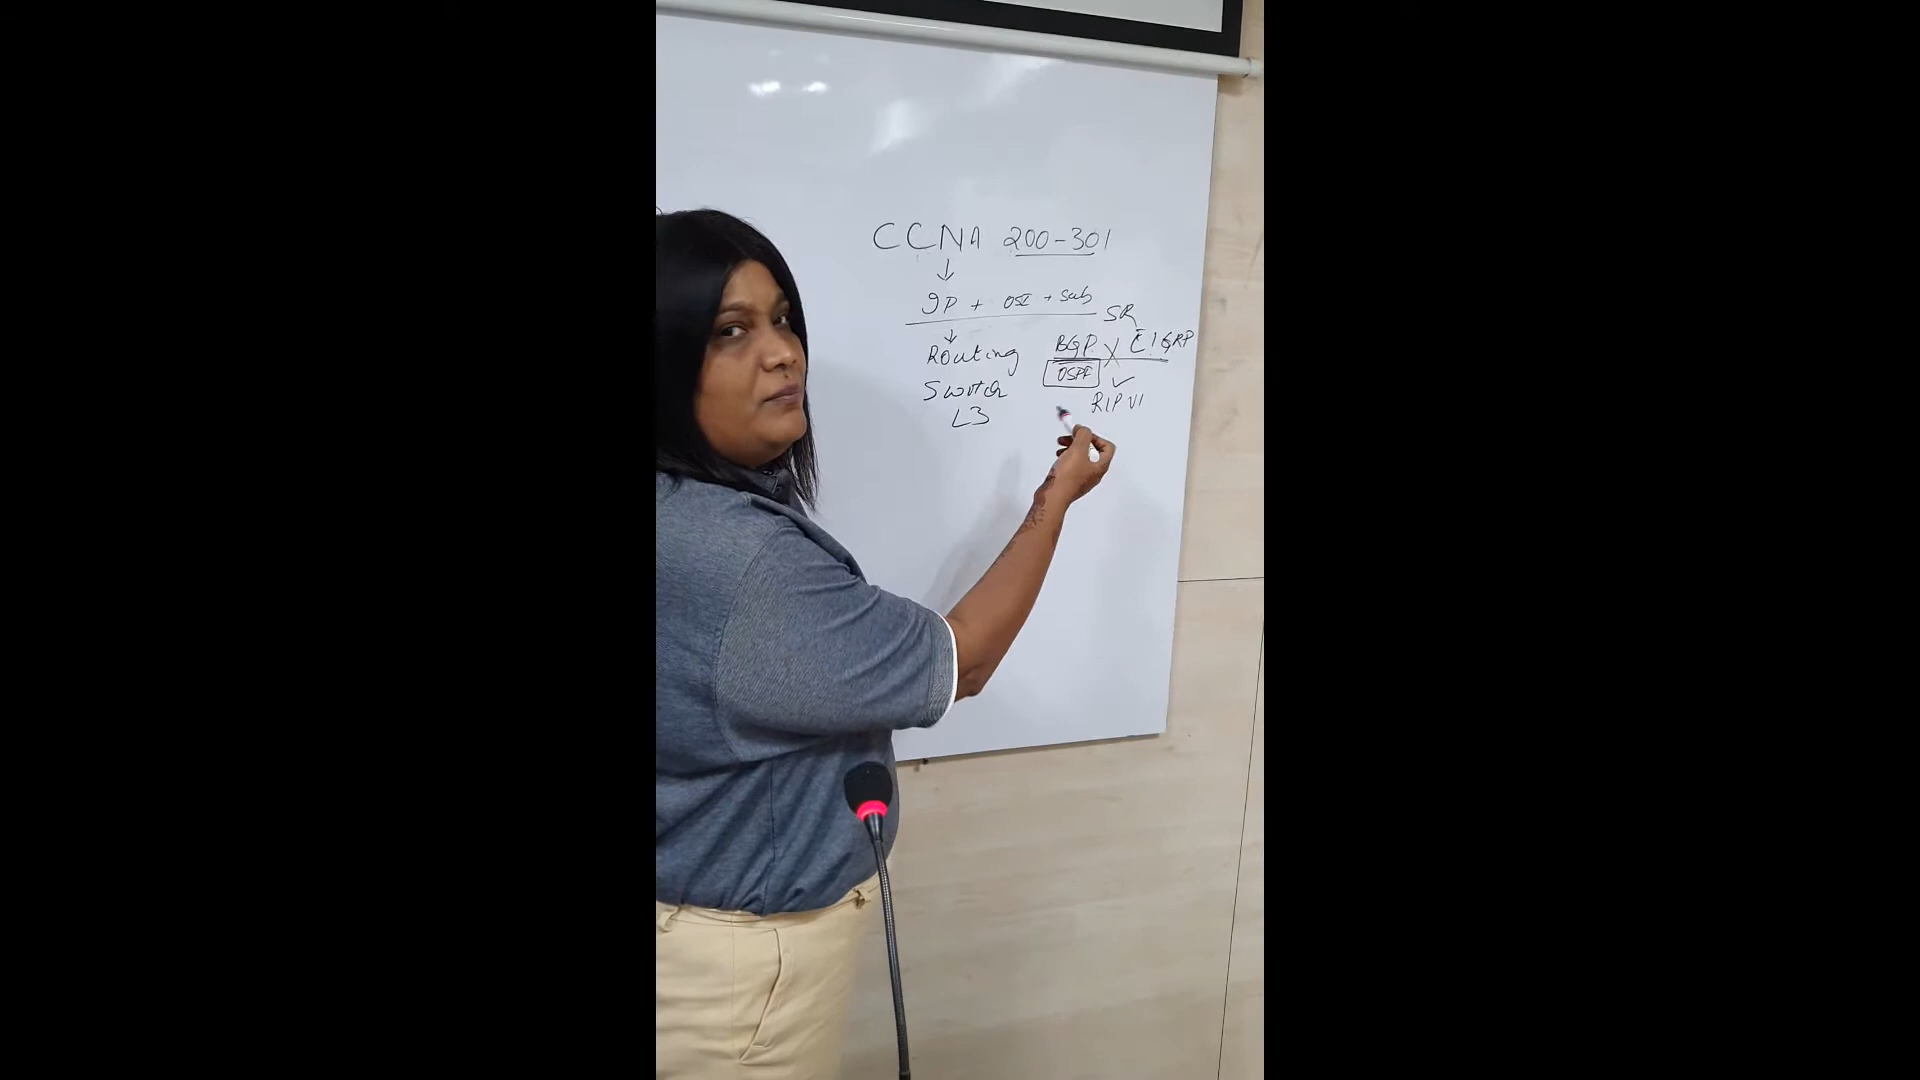 CCNA 200-301
IP + OSI + Sub
SR
Routing
BGP X EIGRP
OSPF ✓
Switch
RIP V1
L3